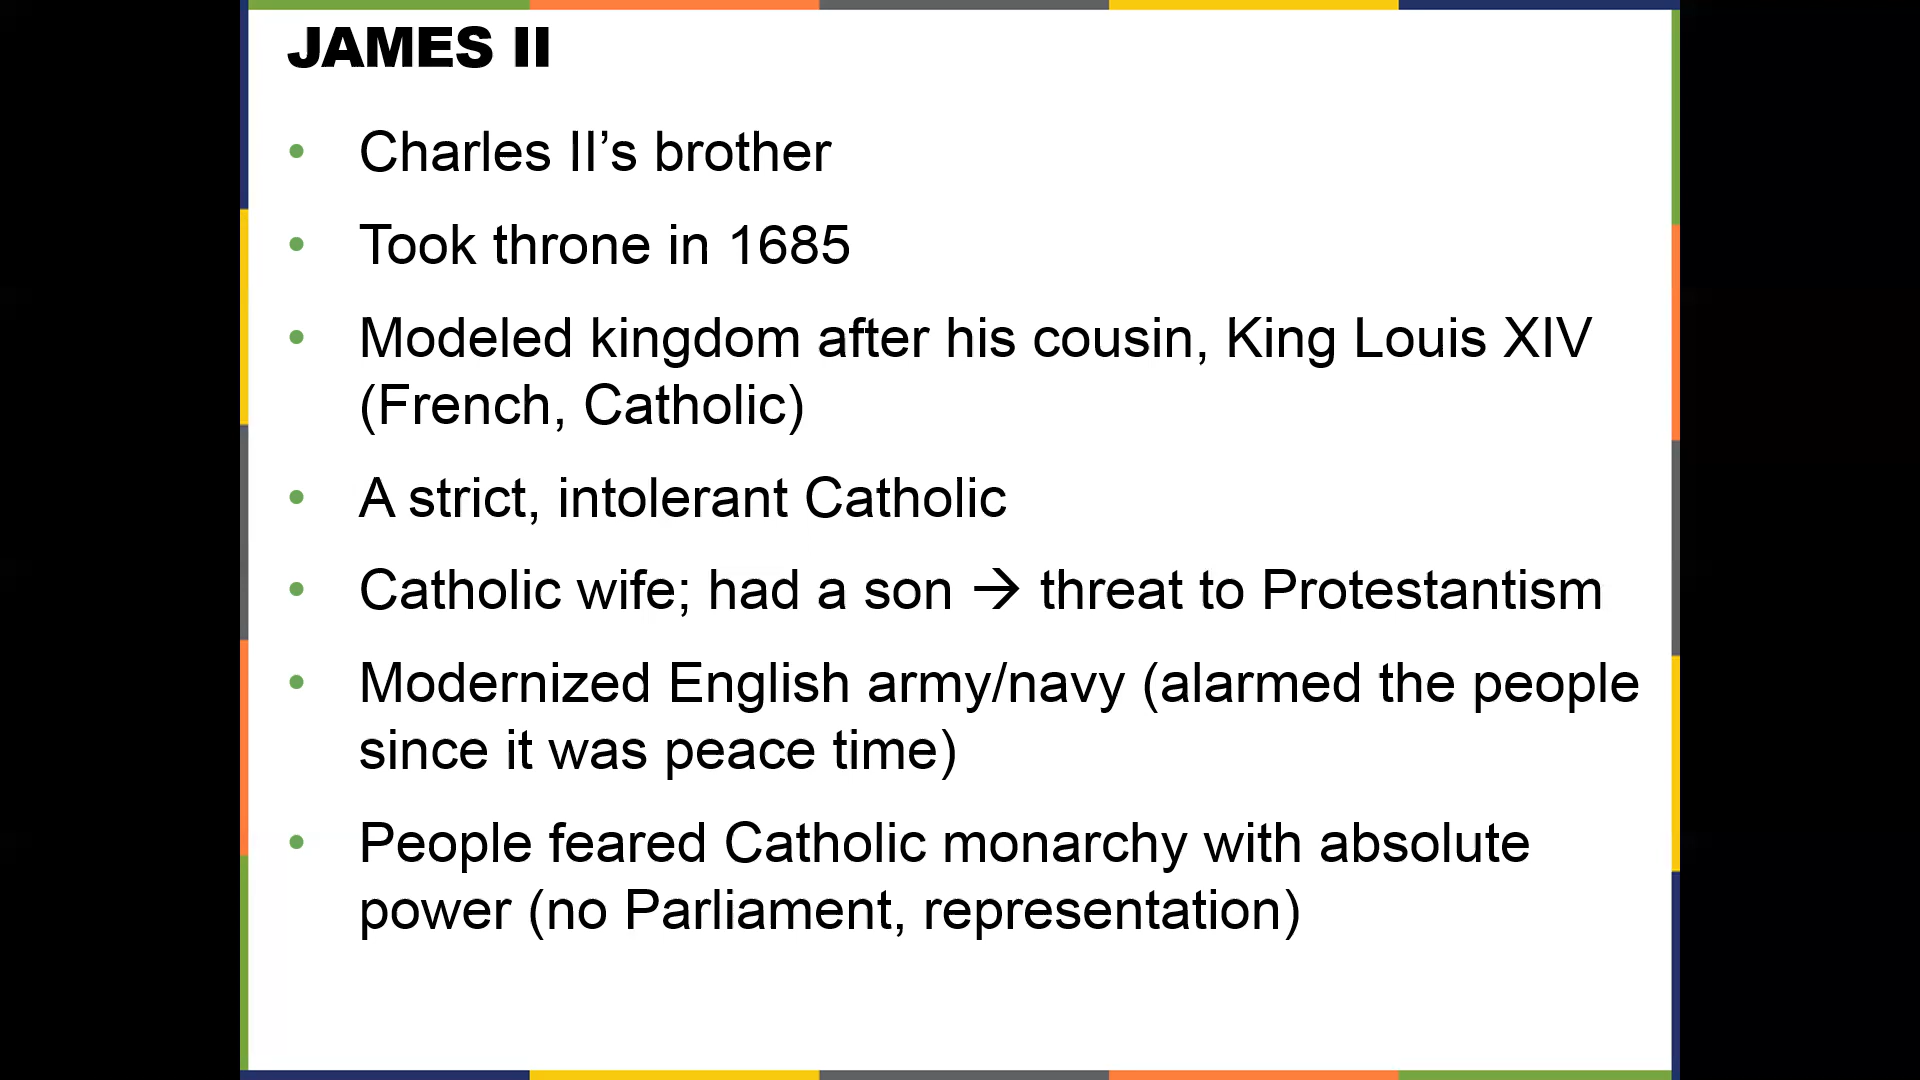 JAMES II
• Charles II’s brother
• Took throne in 1685
• Modeled kingdom after his cousin, King Louis XIV
(French, Catholic)
• A strict, intolerant Catholic
• Catholic wife; had a son → threat to Protestantism
• Modernized English army/navy (alarmed the people
since it was peace time)
• People feared Catholic monarchy with absolute
power (no Parliament, representation)